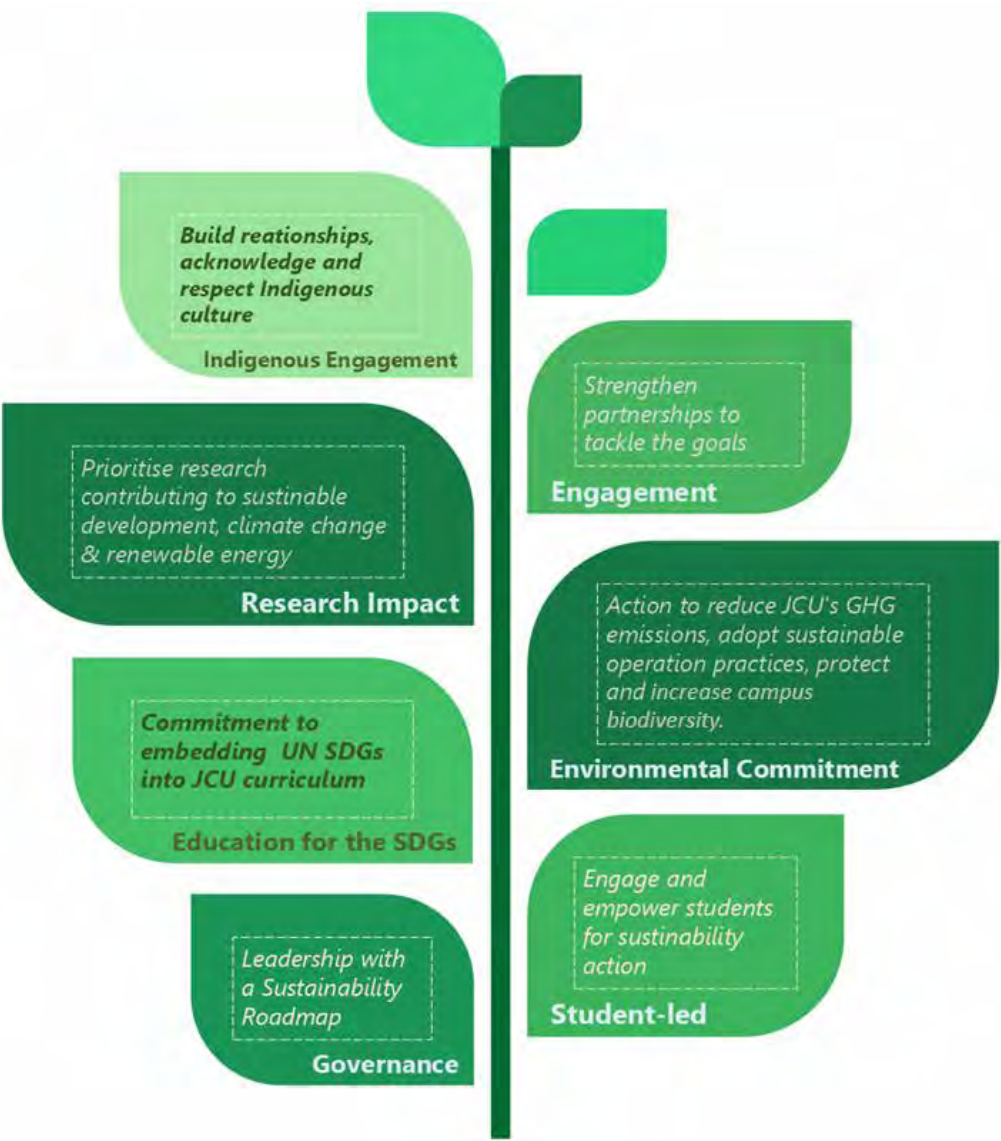 Build reationships,
acknowledge and
respect Indigenous
culture
Indigenous Engagement
Strengthen
partnerships to
tackle the goals
Engagement
Prioritise research
contributing to sustinable
development, climate change
& renewable energy
Research Impact
Action to reduce JCU's GHG
emissions, adopt sustainable
operation practices, protect
and increase campus
biodiversity.
Environmental Commitment
Commitment to
embedding UN SDGs
into JCU curriculum
Education for the SDGs
Engage and
empower students
for sustinability
action
Student-led
Leadership with
a Sustainability
Roadmap
Governance